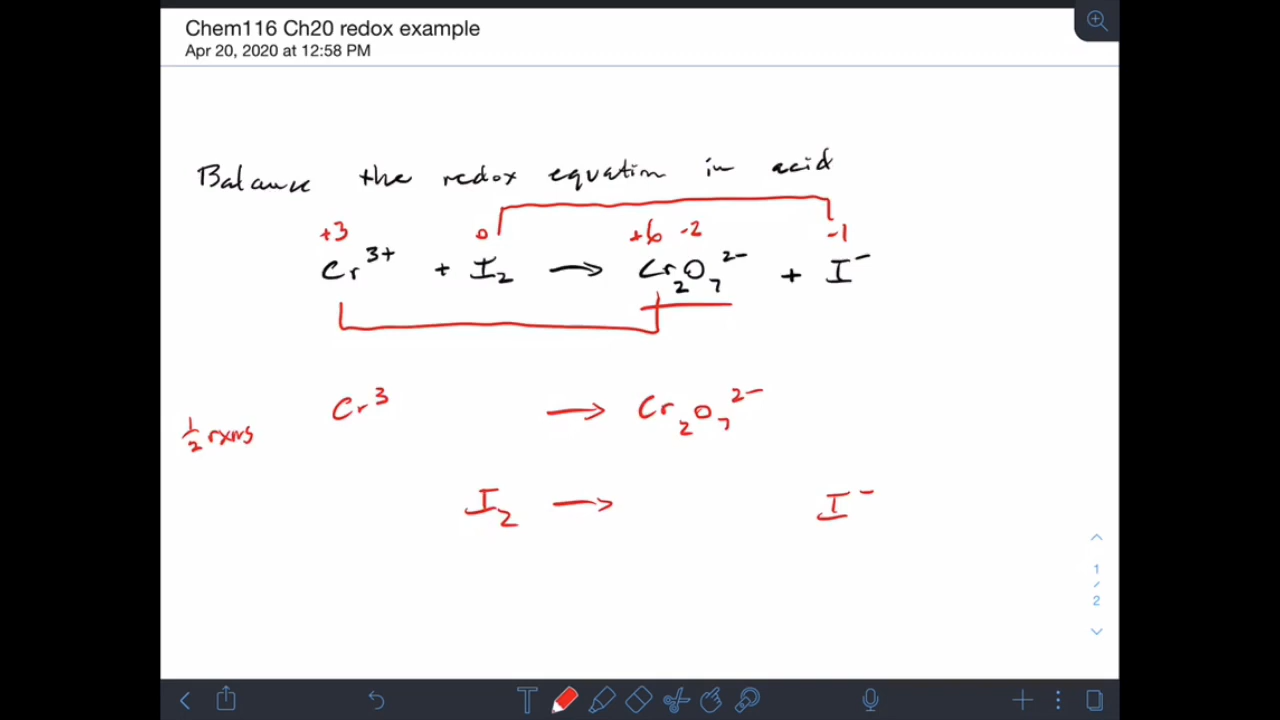 Chem116 Ch20 redox example
Apr 20, 2020 at 12:58 PM
Balance the redox equation in acid
+3 0 +6 -2 -1
Cr³⁺ + I₂ → Cr₂O₇²⁻ + I⁻
Cr³ → Cr₂O₇²⁻
½ rxns
I₂ → I⁻
1
/
2
T